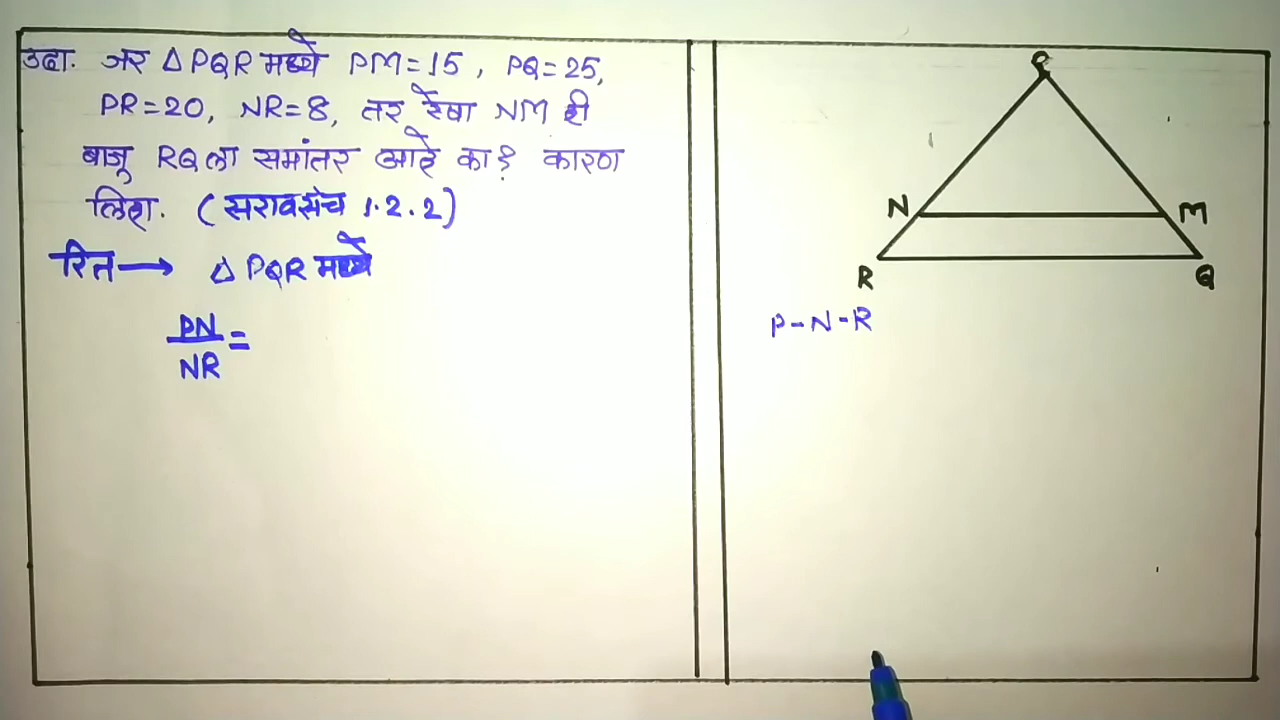 उदा. जर △PQR मध्ये PM=15, PQ=25,
PR=20, NR=8, तर रेषा NM ही
बाजू RQ ला समांतर आहे का? कारण
लिहा. (सरावसंच 1.2.2)
रित → △PQR मध्ये
PN
NR =
P
N M
R Q
P-N-R